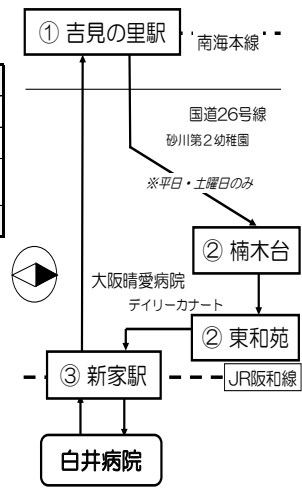 ① 吉見の里駅
南海本線
国道26号線
砂川第2幼稚園
※平日・土曜日のみ
② 楠木台
大阪晴愛病院
デイリーカナート
② 東和苑
③ 新家駅
JR阪和線
白井病院